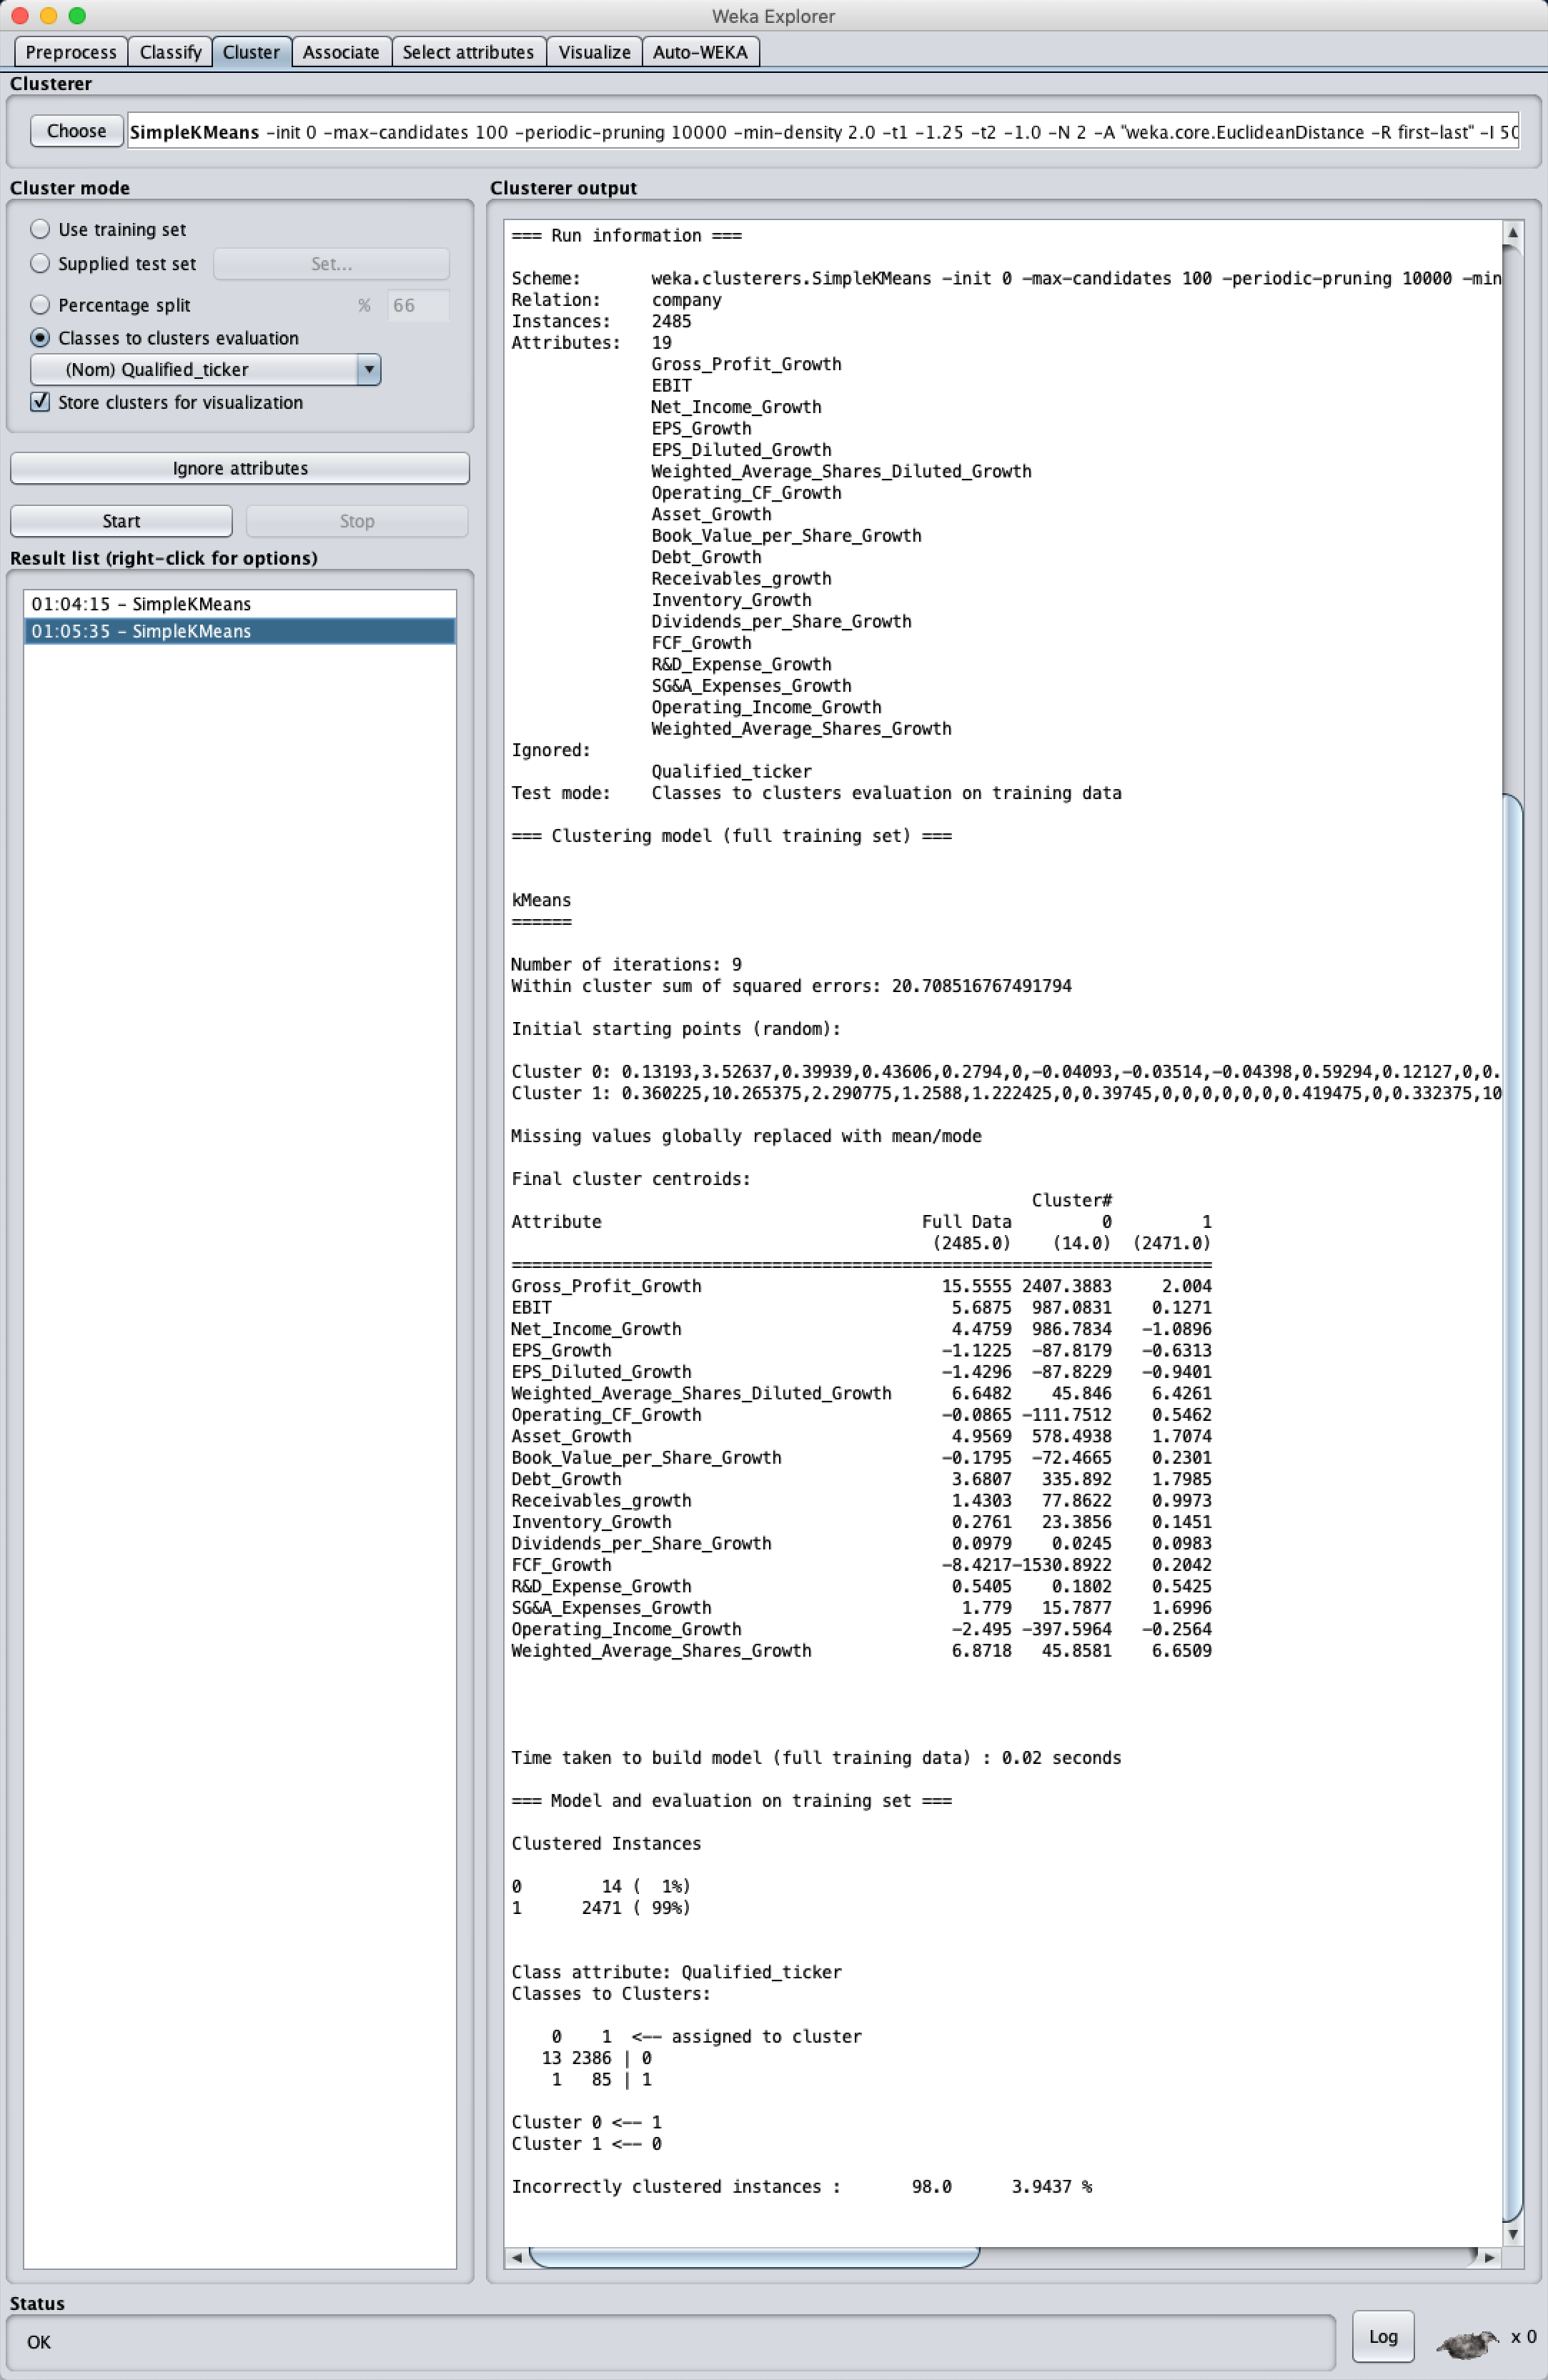 Weka Explorer
Preprocess Classify Cluster Associate Select attributes Visualize Auto-WEKA
Clusterer
Choose SimpleKMeans -init 0 -max-candidates 100 -periodic-pruning 10000 -min-density 2.0 -t1 -1.25 -t2 -1.0 -N 2 -A "weka.core.EuclideanDistance -R first-last" -I 50
Cluster mode
Use training set
Supplied test set Set...
Percentage split % 66
Classes to clusters evaluation
(Nom) Qualified_ticker
Store clusters for visualization
Ignore attributes
Start Stop
Result list (right-click for options)
01:04:15 - SimpleKMeans
01:05:35 - SimpleKMeans
Clusterer output
=== Run information ===
Scheme: weka.clusterers.SimpleKMeans -init 0 -max-candidates 100 -periodic-pruning 10000 -min
Relation: company
Instances: 2485
Attributes: 19
Gross_Profit_Growth
EBIT
Net_Income_Growth
EPS_Growth
EPS_Diluted_Growth
Weighted_Average_Shares_Diluted_Growth
Operating_CF_Growth
Asset_Growth
Book_Value_per_Share_Growth
Debt_Growth
Receivables_growth
Inventory_Growth
Dividends_per_Share_Growth
FCF_Growth
R&D_Expense_Growth
SG&A_Expenses_Growth
Operating_Income_Growth
Weighted_Average_Shares_Growth
Ignored:
Qualified_ticker
Test mode: Classes to clusters evaluation on training data
=== Clustering model (full training set) ===
kMeans
======
Number of iterations: 9
Within cluster sum of squared errors: 20.708516767491794
Initial starting points (random):
Cluster 0: 0.13193,3.52637,0.39939,0.43606,0.2794,0,-0.04093,-0.03514,-0.04398,0.59294,0.12127,0,0.
Cluster 1: 0.360225,10.265375,2.290775,1.2588,1.222425,0,0.39745,0,0,0,0,0,0,0.419475,0,0.332375,10
Missing values globally replaced with mean/mode
Final cluster centroids:
Cluster#
Attribute Full Data 0 1
(2485.0) (14.0) (2471.0)
======================================================================
Gross_Profit_Growth 15.5555 2407.3883 2.004
EBIT 5.6875 987.0831 0.1271
Net_Income_Growth 4.4759 986.7834 -1.0896
EPS_Growth -1.1225 -87.8179 -0.6313
EPS_Diluted_Growth -1.4296 -87.8229 -0.9401
Weighted_Average_Shares_Diluted_Growth 6.6482 45.846 6.4261
Operating_CF_Growth -0.0865 -111.7512 0.5462
Asset_Growth 4.9569 578.4938 1.7074
Book_Value_per_Share_Growth -0.1795 -72.4665 0.2301
Debt_Growth 3.6807 335.892 1.7985
Receivables_growth 1.4303 77.8622 0.9973
Inventory_Growth 0.2761 23.3856 0.1451
Dividends_per_Share_Growth 0.0979 0.0245 0.0983
FCF_Growth -8.4217-1530.8922 0.2042
R&D_Expense_Growth 0.5405 0.1802 0.5425
SG&A_Expenses_Growth 1.779 15.7877 1.6996
Operating_Income_Growth -2.495 -397.5964 -0.2564
Weighted_Average_Shares_Growth 6.8718 45.8581 6.6509
Time taken to build model (full training data) : 0.02 seconds
=== Model and evaluation on training set ===
Clustered Instances
0 14 ( 1%)
1 2471 ( 99%)
Class attribute: Qualified_ticker
Classes to Clusters:
0 1 <-- assigned to cluster
13 2386 | 0
1 85 | 1
Cluster 0 <-- 1
Cluster 1 <-- 0
Incorrectly clustered instances : 98.0 3.9437 %
Status
OK
Log x 0